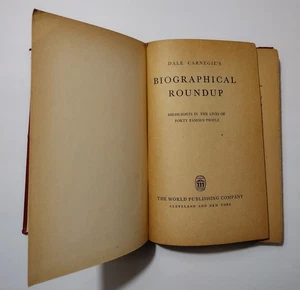 DALE CARNEGIE'S
BIOGRAPHICAL
ROUNDUP
HIGHLIGHTS IN THE LIVES OF
FORTY FAMOUS PEOPLE
THE WORLD PUBLISHING COMPANY
CLEVELAND AND NEW YORK